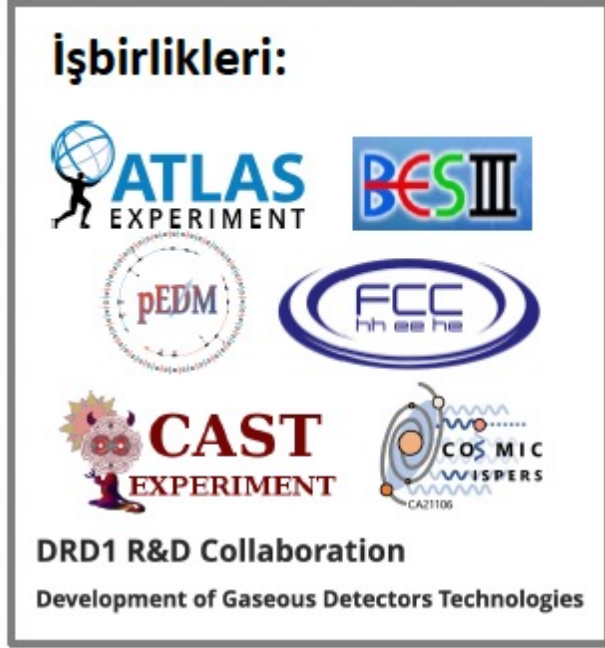 İşbirlikleri:
ATLAS
EXPERIMENT
BESIII
pEDM
FCC
hh ee he
CAST
EXPERIMENT
COSMIC
WISPERS
CA21106
DRD1 R&D Collaboration
Development of Gaseous Detectors Technologies